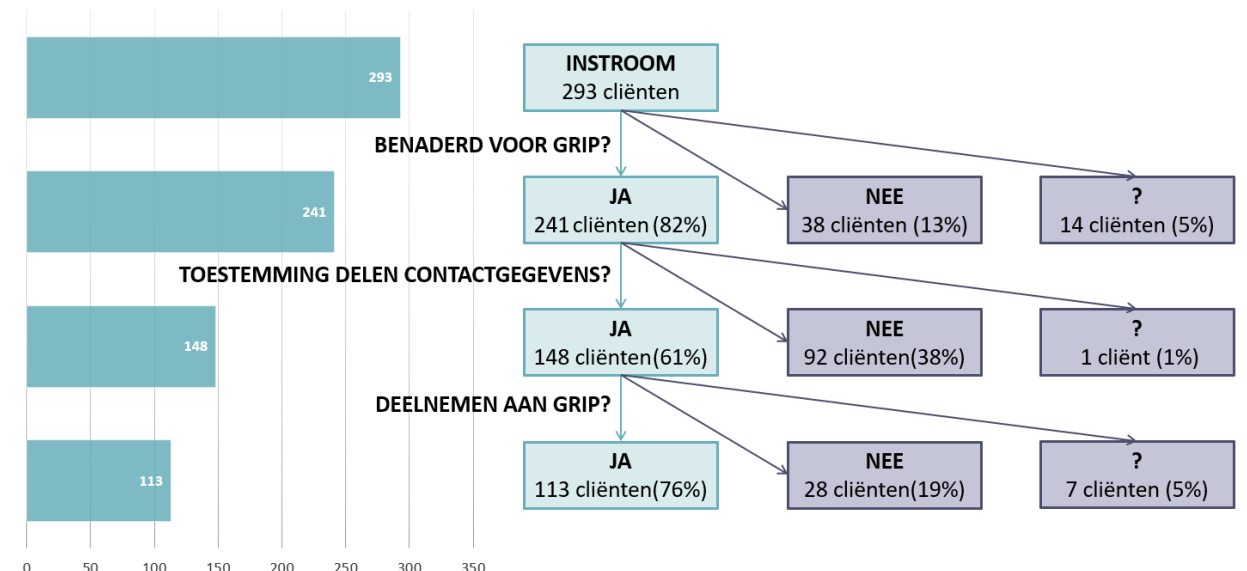 INSTROOM
293 cliënten
293
BENADERD VOOR GRIP?
JA
241 cliënten (82%)
NEE
38 cliënten (13%)
?
14 cliënten (5%)
241
TOESTEMMING DELEN CONTACTGEGEVENS?
JA
148 cliënten(61%)
NEE
92 cliënten(38%)
?
1 cliënt (1%)
148
DEELNEMEN AAN GRIP?
JA
113 cliënten(76%)
NEE
28 cliënten(19%)
?
7 cliënten (5%)
113
0 50 100 150 200 250 300 350